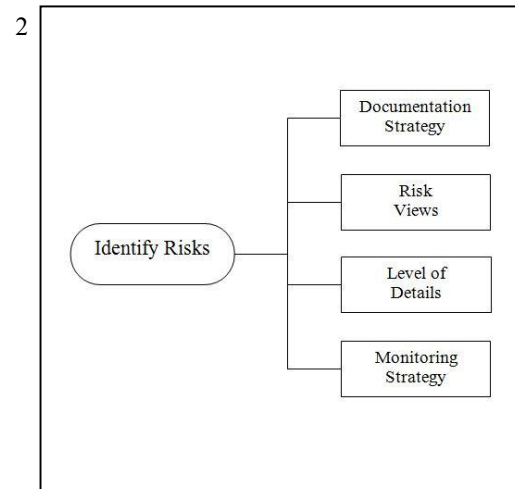 2
Documentation
Strategy
Risk
Views
Identify Risks
Level of
Details
Monitoring
Strategy